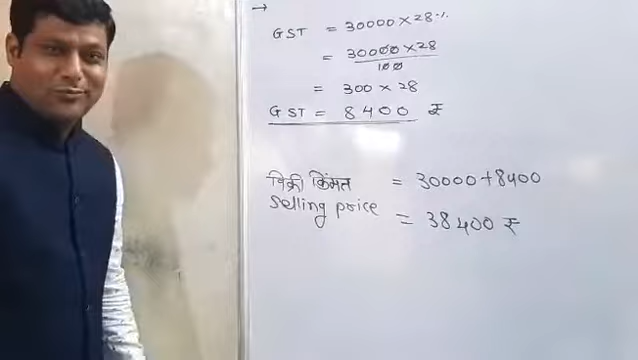 →
GST = 30000 × 28%
= 30000 × 28
100
= 300 × 28
GST = 8400 ₹
विक्री किंमत = 30000 + 8400
Selling price
= 38400 ₹